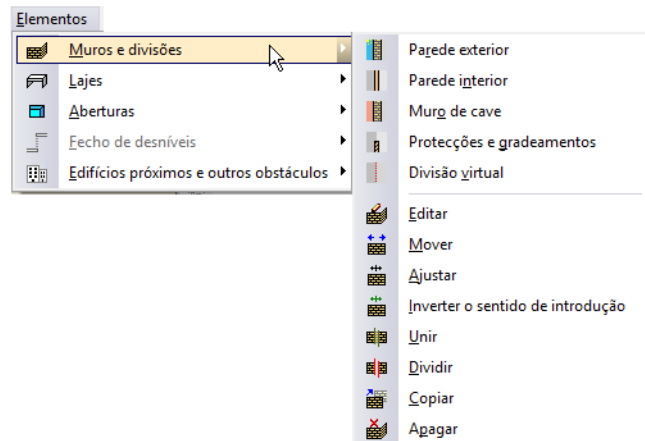 Elementos
Muros e divisões
Lajes
Aberturas
Fecho de desníveis
Edifícios próximos e outros obstáculos
Parede exterior
Parede interior
Muro de cave
Protecções e gradeamentos
Divisão virtual
Editar
Mover
Ajustar
Inverter o sentido de introdução
Unir
Dividir
Copiar
Apagar